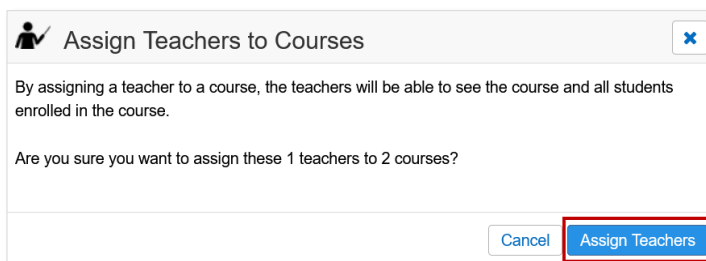 Assign Teachers to Courses
By assigning a teacher to a course, the teachers will be able to see the course and all students
enrolled in the course.
Are you sure you want to assign these 1 teachers to 2 courses?
Cancel Assign Teachers